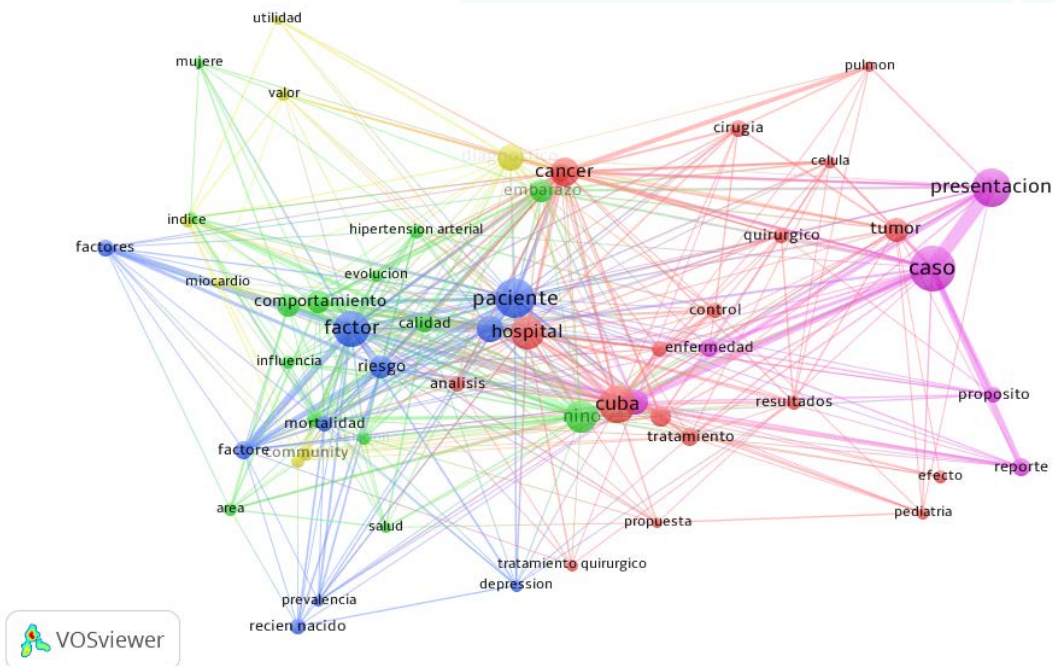 utilidad
mujere
pulmon
valor
cirugia
diagnostico
celula
cancer
presentacion
embarazo
indice
hipertension arterial
tumor
quirurgico
factores
caso
evolucion
miocardio
paciente
comportamiento
control
calidad
factor
hospital
enfermedad
influencia
riesgo
analisis
propósito
cuba
resultados
nino
mortalidad
tratamiento
factore
community
reporte
efecto
area
pediatria
salud
propuesta
tratamiento quirurgico
depression
prevalencia
recien nacido
VOSviewer